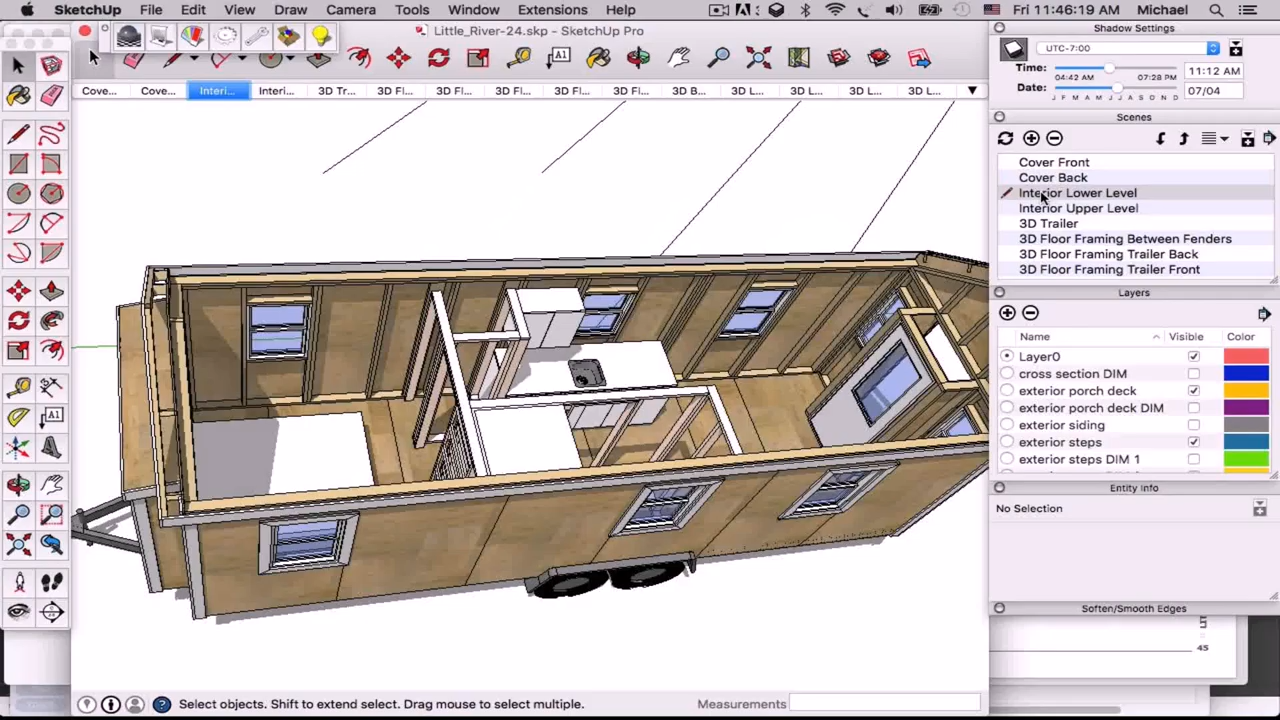 SketchUp File Edit View Draw Camera Tools Window Extensions Help Fri 11:46:19 AM Michael
Little_River-24.skp - SketchUp Pro
A1
Cove... Cove... Interi... Interi... 3D Tr... 3D Fl... 3D Fl... 3D Fl... 3D Fl... 3D Fl... 3D B... 3D L... 3D L... 3D L... 3D L...
A1
Shadow Settings
UTC-7:00
Time: 04:42 AM 07:28 PM 11:12 AM
Date: J F M A M J J A S O N D 07/04
Scenes
Cover Front
Cover Back
Interior Lower Level
Interior Upper Level
3D Trailer
3D Floor Framing Between Fenders
3D Floor Framing Trailer Back
3D Floor Framing Trailer Front
Layers
Name Visible Color
Layer0
cross section DIM
exterior porch deck
exterior porch deck DIM
exterior siding
exterior steps
exterior steps DIM 1
Entity Info
No Selection
Soften/Smooth Edges
45
Select objects. Shift to extend select. Drag mouse to select multiple. Measurements